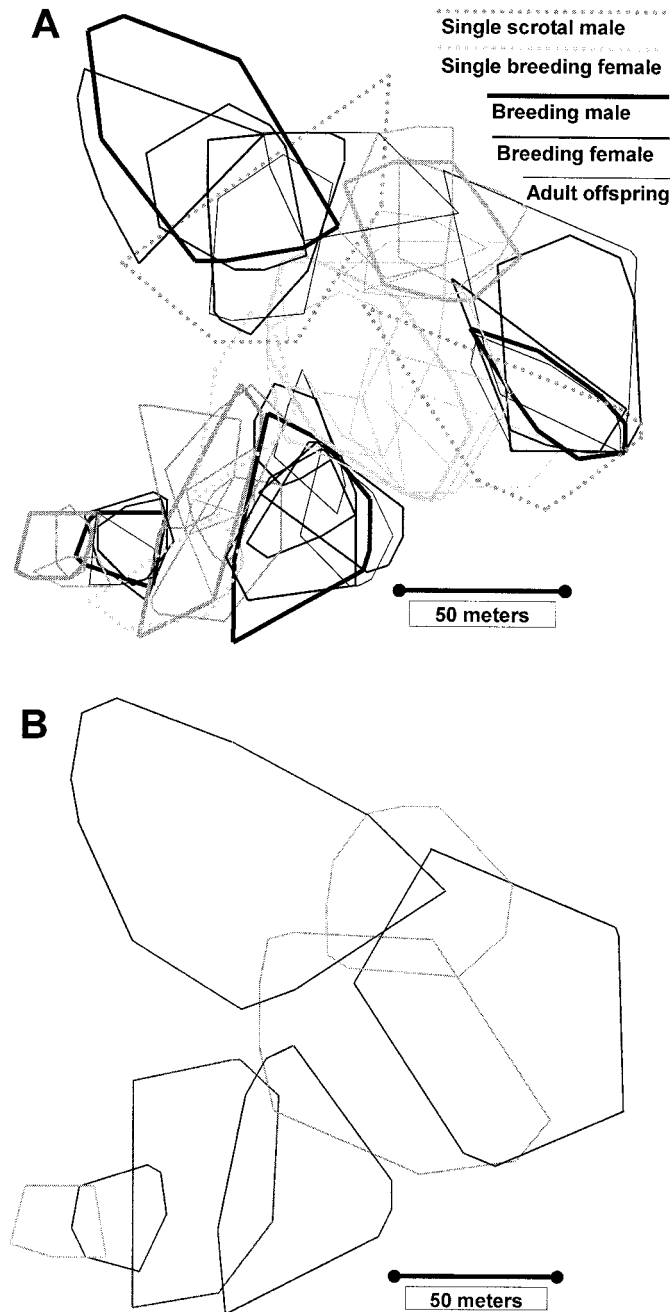 A
Single scrotal male
Single breeding female
Breeding male
Breeding female
Adult offspring
50 meters
B
50 meters